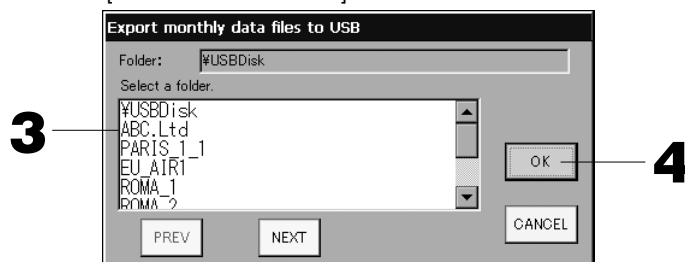 Export monthly data files to USB
Folder: ¥USBDisk
Select a folder.
¥USBDisk
ABC.Ltd
PARIS_1_1
EU_AIR1
ROMA_1
ROMA_2
3
OK
4
PREV
NEXT
CANCEL